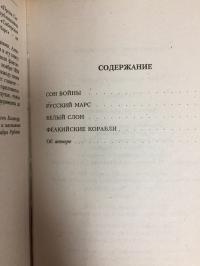 СОДЕРЖАНИЕ
СОН ВОЙНЫ
РУССКИЙ МАРС
БЕЛЫЙ СЛОН
ФЕАКИЙСКИЕ КОРАБЛИ
Об авторе